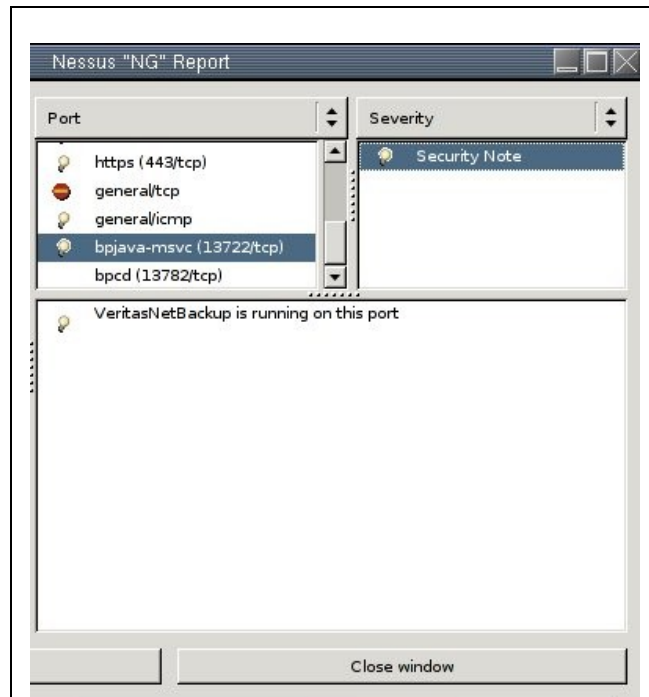 Nessus "NG" Report
Port
Severity
https (443/tcp)
general/tcp
general/icmp
bpjava-msvc (13722/tcp)
bpcd (13782/tcp)
Security Note
VeritasNetBackup is running on this port
Close window